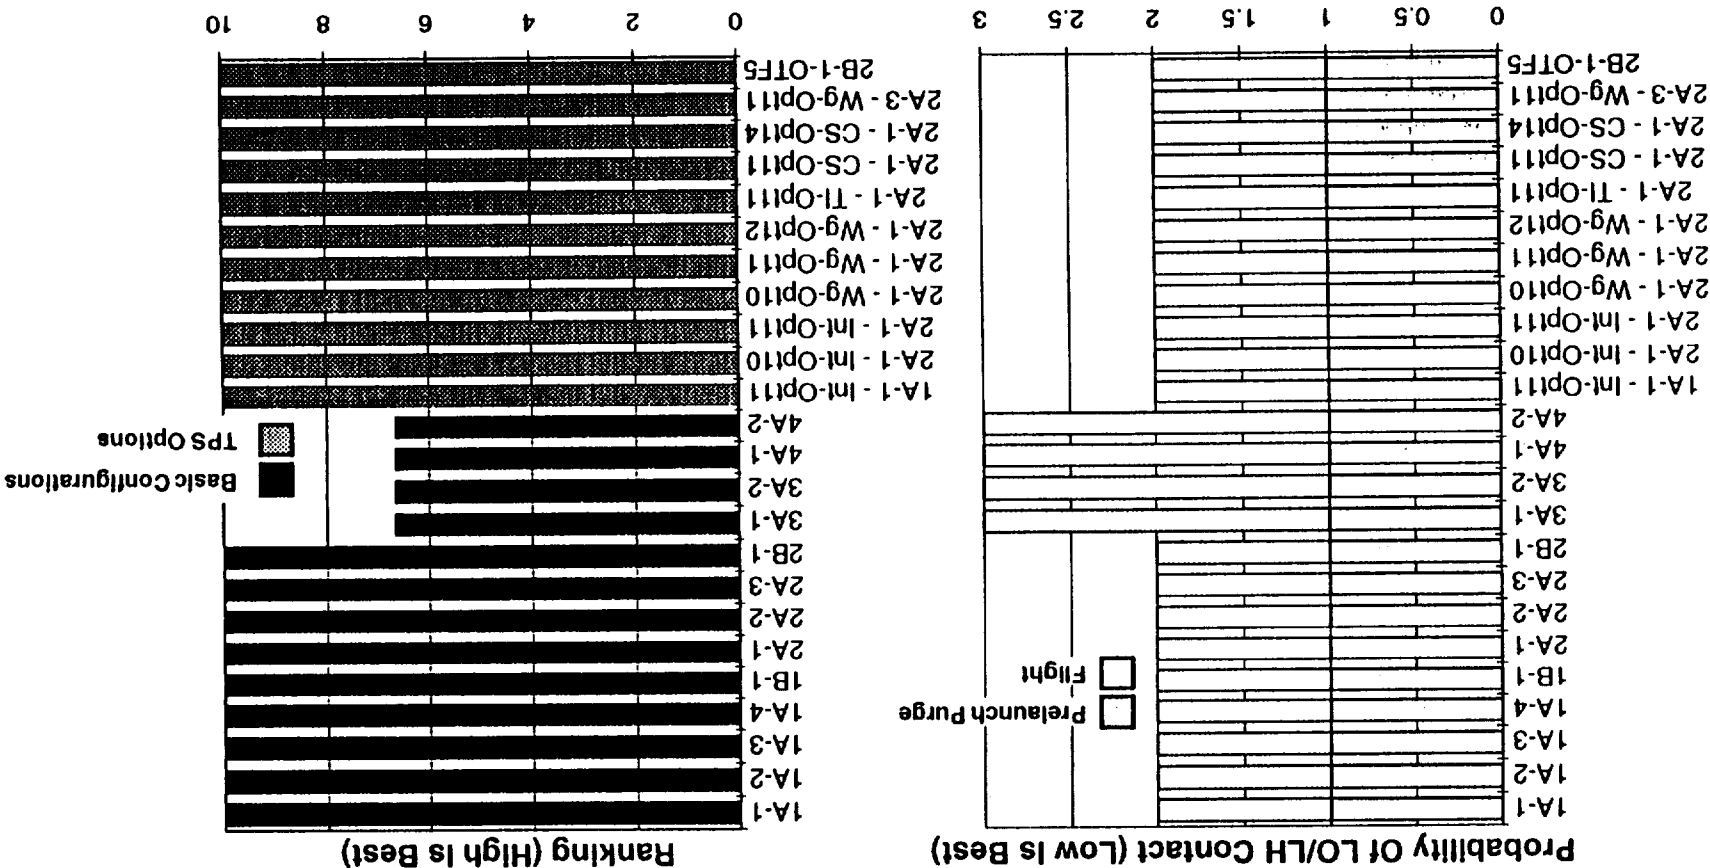 Probability Of LO/LH Contact (Low Is Best)
1A-1
1A-2
1A-3
1A-4
1B-1
2A-1
2A-2
2A-3
2B-1
3A-1
3A-2
4A-1
4A-2
1A-1 - Int-Opt11
2A-1 - Int-Opt10
2A-1 - Int-Opt11
2A-1 - Wg-Opt10
2A-1 - Wg-Opt11
2A-1 - Wg-Opt12
2A-1 - TI-Opt11
2A-1 - CS-Opt11
2A-1 - CS-Opt14
2A-3 - Wg-Opt11
2B-1-OTF5
0 0.5 1 1.5 2 2.5 3
Prelaunch Purge
Flight
Ranking (High Is Best)
1A-1
1A-2
1A-3
1A-4
1B-1
2A-1
2A-2
2A-3
2B-1
3A-1
3A-2
4A-1
4A-2
1A-1 - Int-Opt11
2A-1 - Int-Opt10
2A-1 - Int-Opt11
2A-1 - Wg-Opt10
2A-1 - Wg-Opt11
2A-1 - Wg-Opt12
2A-1 - TI-Opt11
2A-1 - CS-Opt11
2A-1 - CS-Opt14
2A-3 - Wg-Opt11
2B-1-OTF5
0 2 4 6 8 10
Basic Configurations
TPS Options